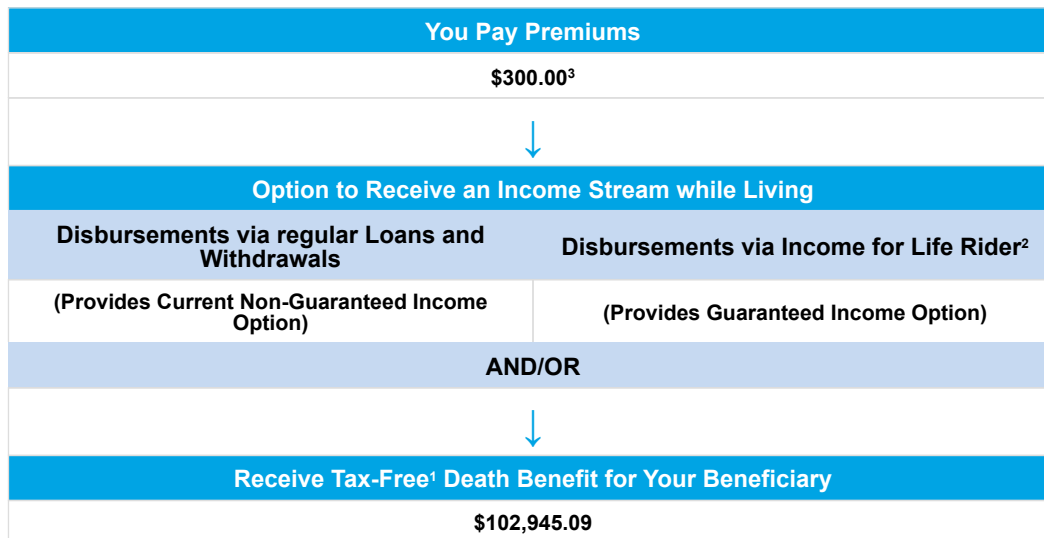 You Pay Premiums
$300.00³
Option to Receive an Income Stream while Living
Disbursements via regular Loans and
Withdrawals
Disbursements via Income for Life Rider²
(Provides Current Non-Guaranteed Income
Option)
(Provides Guaranteed Income Option)
AND/OR
Receive Tax-Free¹ Death Benefit for Your Beneficiary
$102,945.09